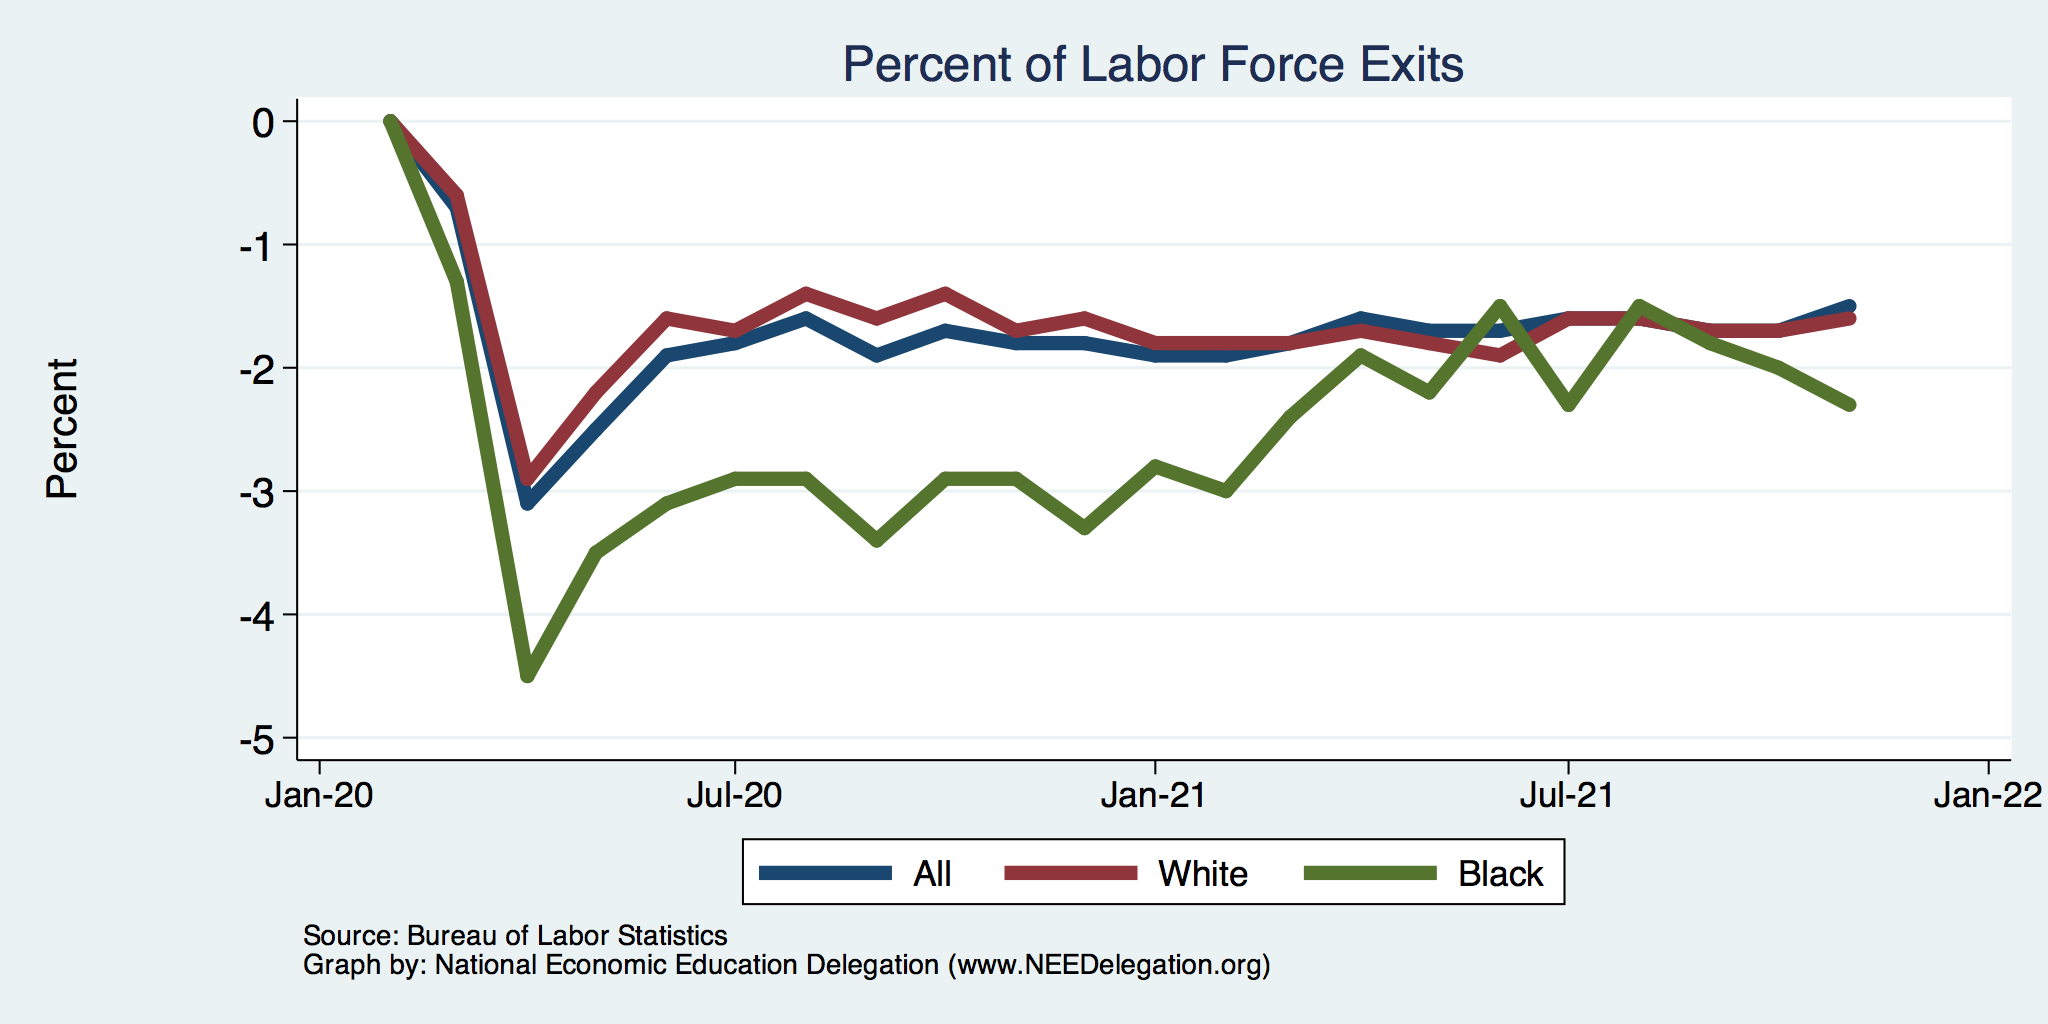 Percent of Labor Force Exits
Percent
0
-1
-2
-3
-4
-5
Jan-20 Jul-20 Jan-21 Jul-21 Jan-22
All White Black
Source: Bureau of Labor Statistics
Graph by: National Economic Education Delegation (www.NEEDelegation.org)